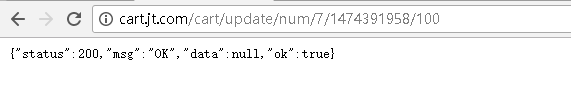 cart.jt.com/cart/update/num/7/1474391958/100
{"status":200,"msg":"OK","data":null,"ok":true}